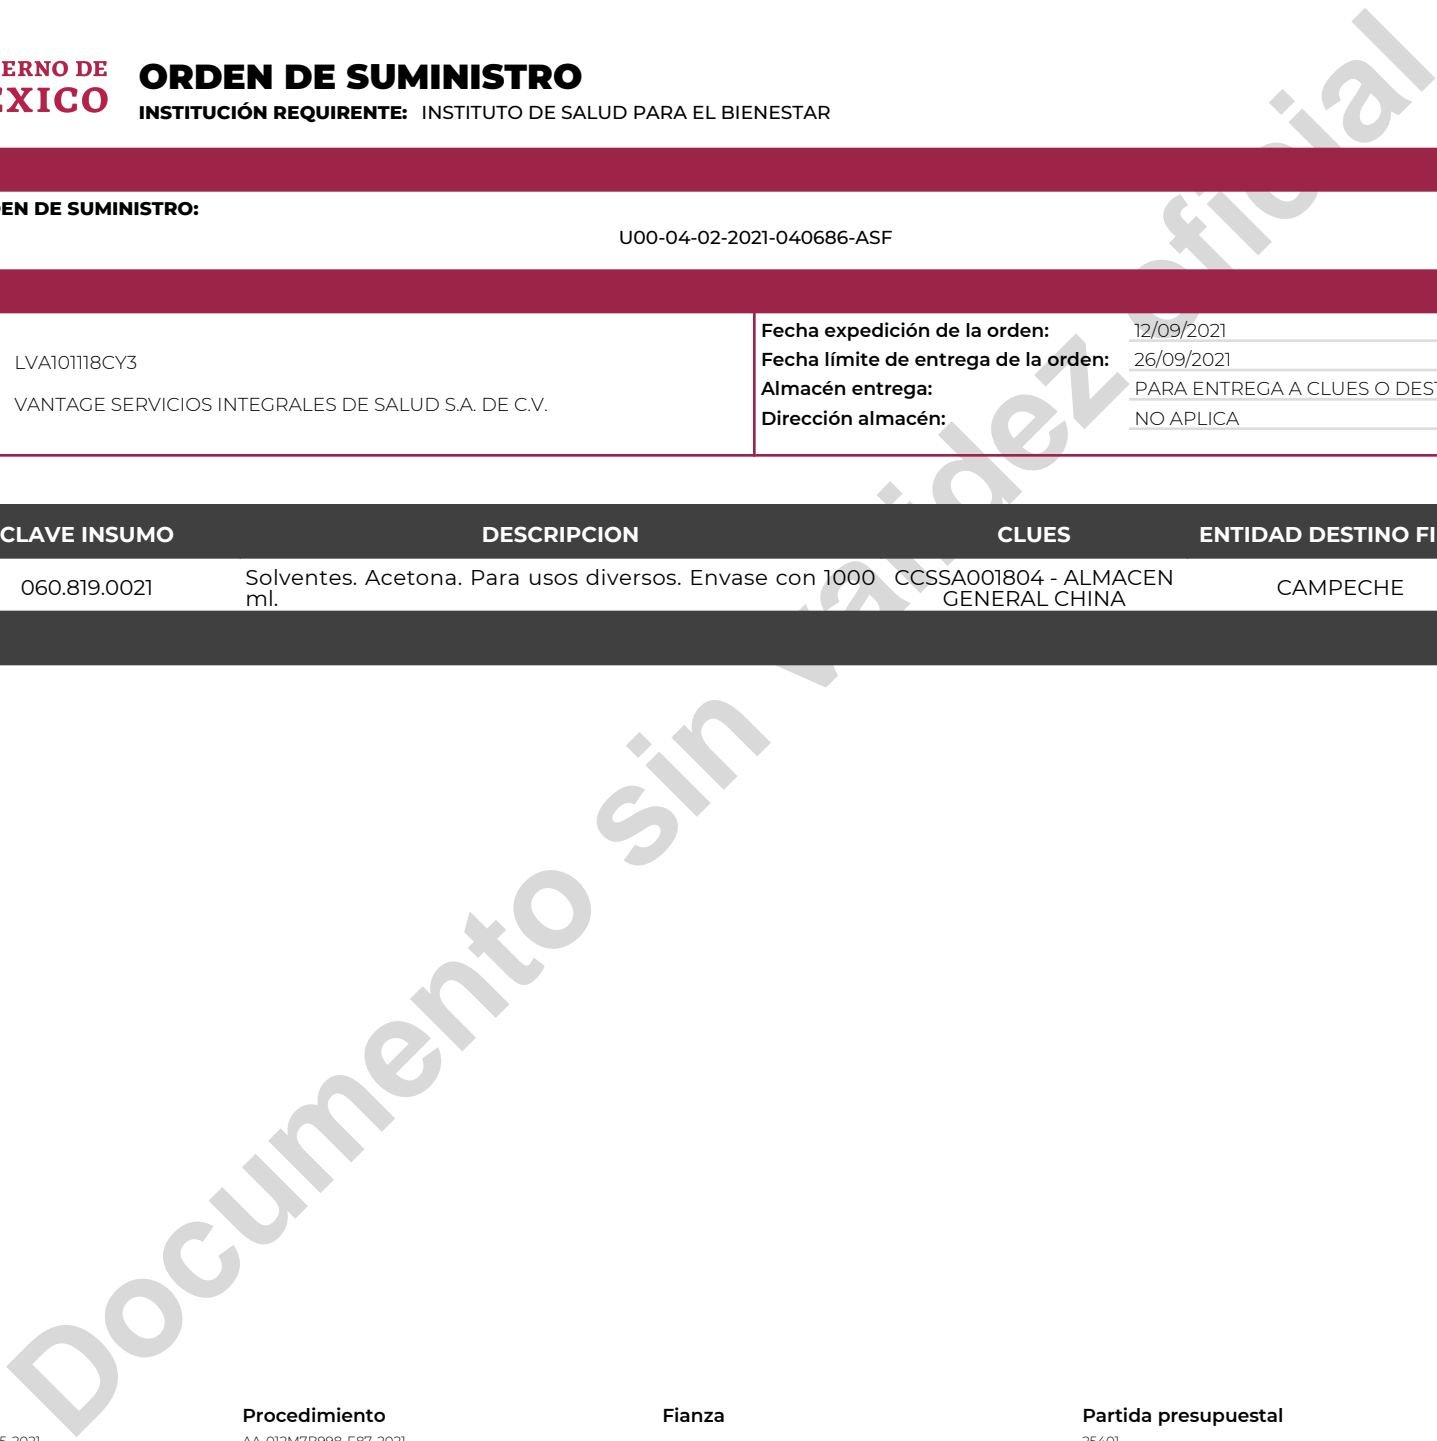 ERNO DE
ORDEN DE SUMINISTRO
EXICO
INSTITUCIÓN REQUIRENTE: INSTITUTO DE SALUD PARA EL BIENESTAR
EN DE SUMINISTRO:
U00-04-02-2021-040686-ASF
Fecha expedición de la orden: 12/09/2021
LVA101118CY3
Fecha límite de entrega de la orden: 26/09/2021
Almacén entrega: PARA ENTREGA A CLUES O DEST
VANTAGE SERVICIOS INTEGRALES DE SALUD S.A. DE C.V.
Dirección almacén: NO APLICA
CLAVE INSUMO DESCRIPCION CLUES ENTIDAD DESTINO FI
060.819.0021 Solventes. Acetona. Para usos diversos. Envase con 1000 ml. CCSSA001804 - ALMACEN GENERAL CHINA CAMPECHE
Documento sin validez oficial
Procedimiento Fianza Partida presupuestal